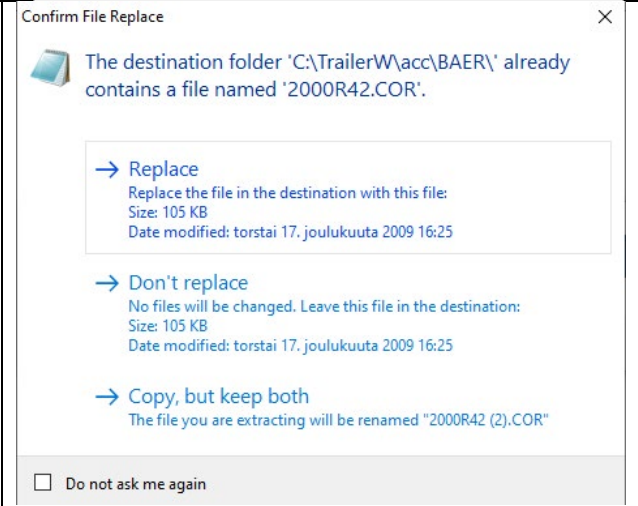 Confirm File Replace
The destination folder 'C:\TrailerW\acc\BAER\' already
contains a file named '2000R42.COR'.
Replace
Replace the file in the destination with this file:
Size: 105 KB
Date modified: torstai 17. joulukuuta 2009 16:25
Don't replace
No files will be changed. Leave this file in the destination:
Size: 105 KB
Date modified: torstai 17. joulukuuta 2009 16:25
Copy, but keep both
The file you are extracting will be renamed "2000R42 (2).COR"
Do not ask me again